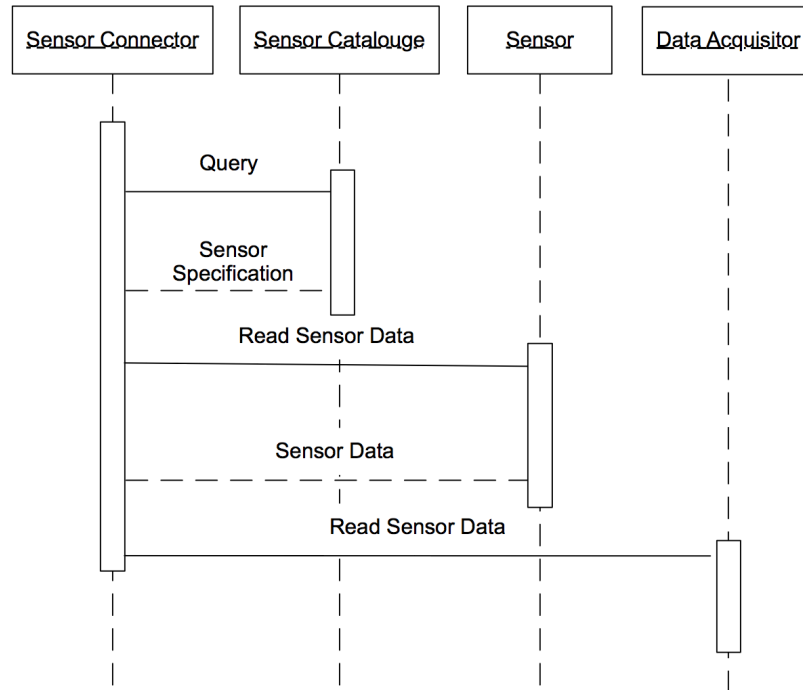 Sensor Connector
Sensor Catalouge
Sensor
Data Acquisitor
Query
Sensor
Specification
Read Sensor Data
Sensor Data
Read Sensor Data